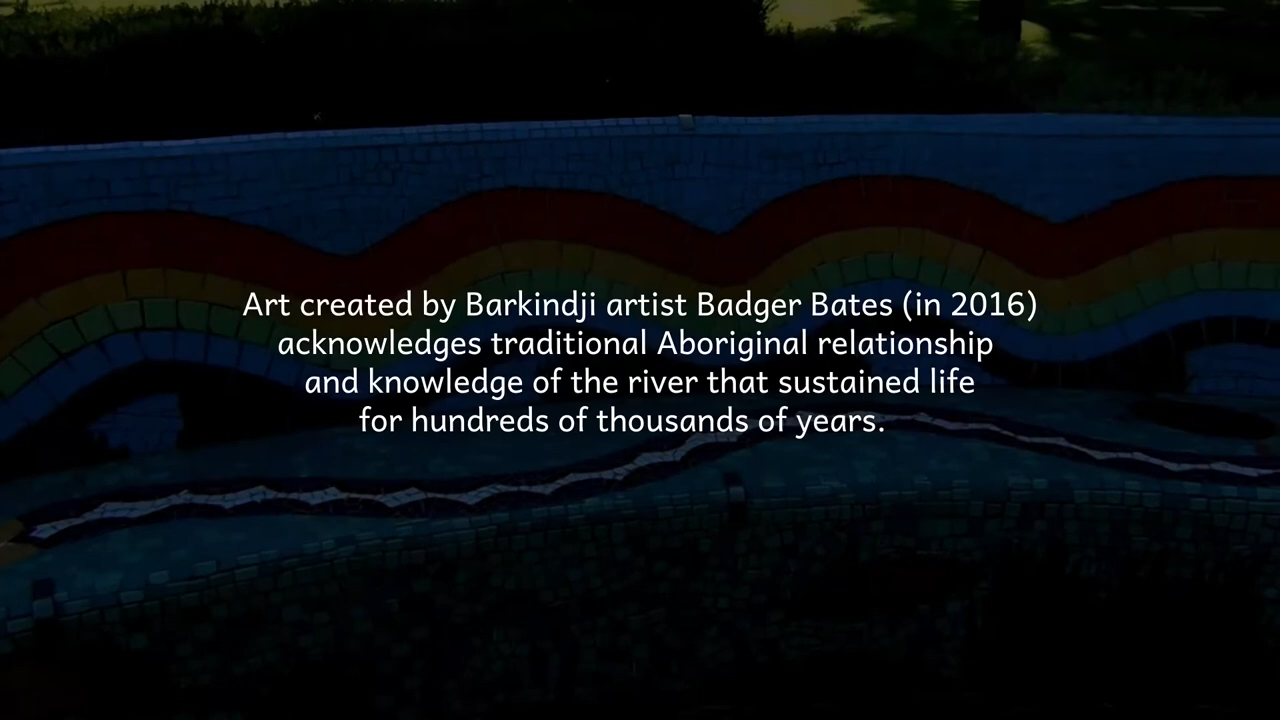 Art created by Barkindji artist Badger Bates (in 2016)
acknowledges traditional Aboriginal relationship
and knowledge of the river that sustained life
for hundreds of thousands of years.